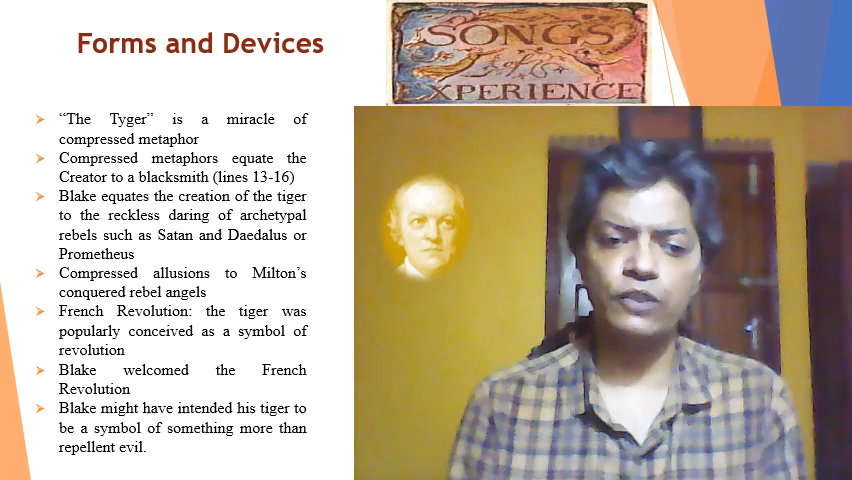 Forms and Devices
SONGS
of
EXPERIENCE
“The Tyger” is a miracle of
compressed metaphor
Compressed metaphors equate the
Creator to a blacksmith (lines 13-16)
Blake equates the creation of the tiger
to the reckless daring of archetypal
rebels such as Satan and Daedalus or
Prometheus
Compressed allusions to Milton’s
conquered rebel angels
French Revolution: the tiger was
popularly conceived as a symbol of
revolution
Blake welcomed the French
Revolution
Blake might have intended his tiger to
be a symbol of something more than
repellent evil.